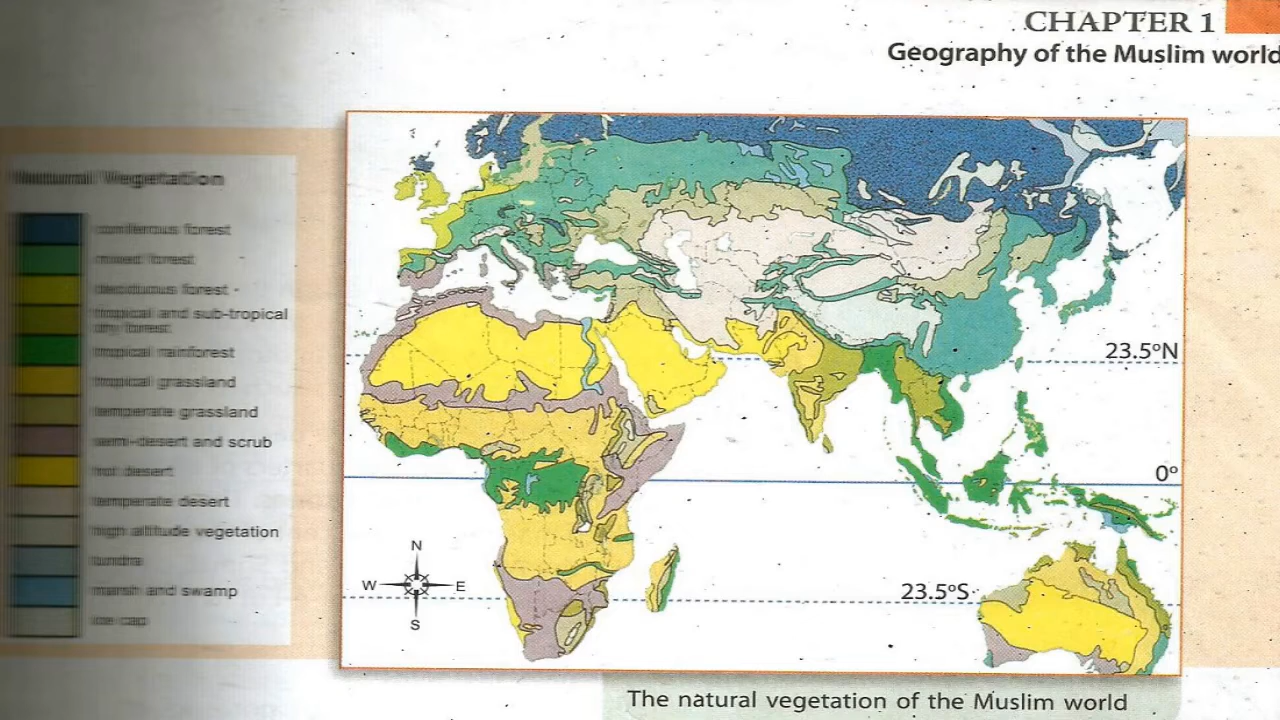 CHAPTER 1
Geography of the Muslim world
Natural Vegetation
coniferous forest
mixed forest
deciduous forest
tropical and sub-tropical
dry forest
tropical rainforest
tropical grassland
temperate grassland
semi-desert and scrub
hot desert
temperate desert
high altitude vegetation
tundra
marsh and swamp
ice cap
23.5°N
0°
23.5°S
N
W
E
S
The natural vegetation of the Muslim world